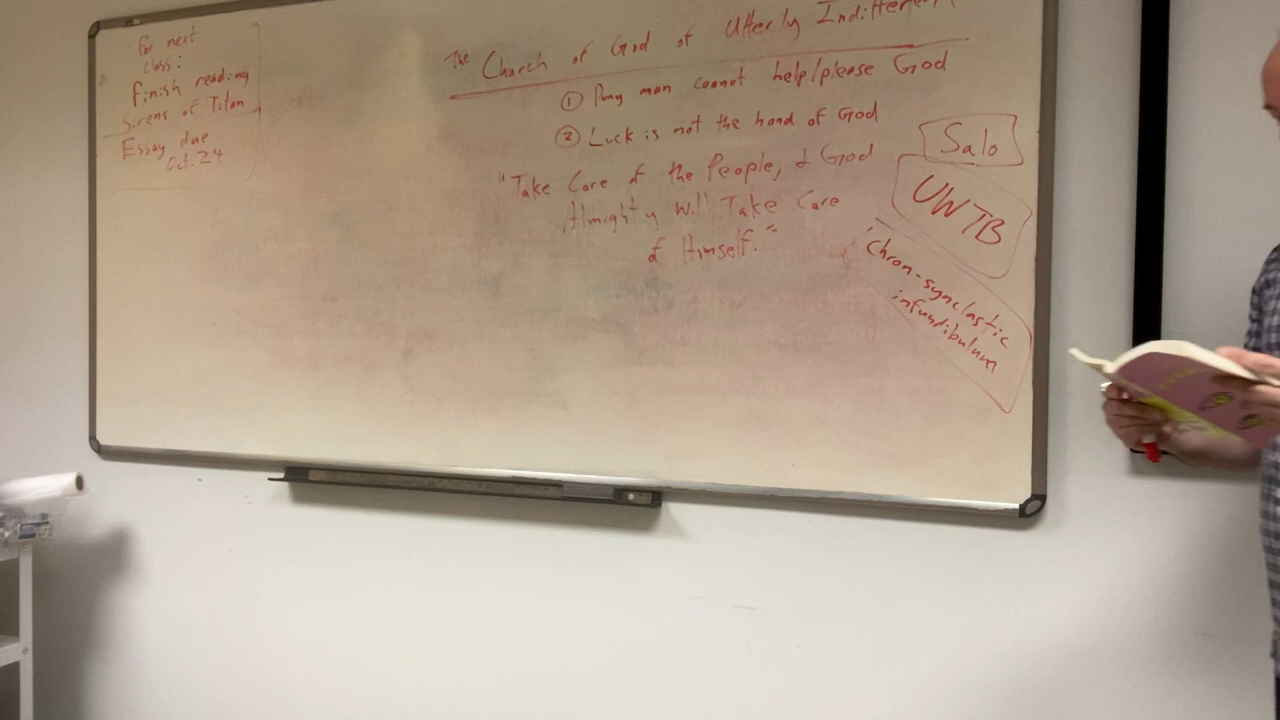 For next
class:
finish reading
Sirens of Titan
Essay due
Oct. 24
The Church of God of Utterly Indifferent
① Puny man cannot help/please God
② Luck is not the hand of God
"Take Care of the People, & God
Almighty Will Take Care
of Himself."
Salo
UWTB
Chron-synclastic
infundibulum